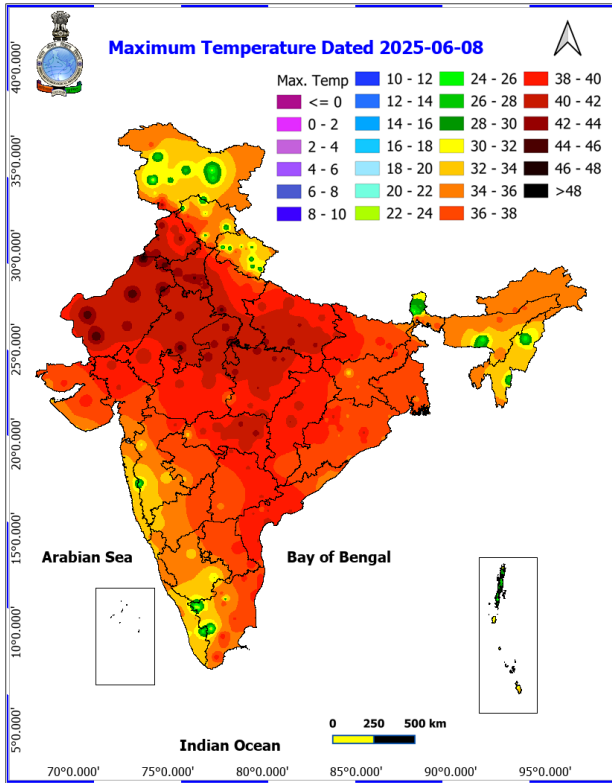 Maximum Temperature Dated 2025-06-08
Max. Temp
<= 0
0 - 2
2 - 4
4 - 6
6 - 8
8 - 10
10 - 12
12 - 14
14 - 16
16 - 18
18 - 20
20 - 22
22 - 24
24 - 26
26 - 28
28 - 30
30 - 32
32 - 34
34 - 36
36 - 38
38 - 40
40 - 42
42 - 44
44 - 46
46 - 48
>48
40°0.000'
35°0.000'
30°0.000'
25°0.000'
20°0.000'
15°0.000'
10°0.000'
5°0.000'
Arabian Sea
Bay of Bengal
0 250 500 km
Indian Ocean
70°0.000' 75°0.000' 80°0.000' 85°0.000' 90°0.000' 95°0.000'